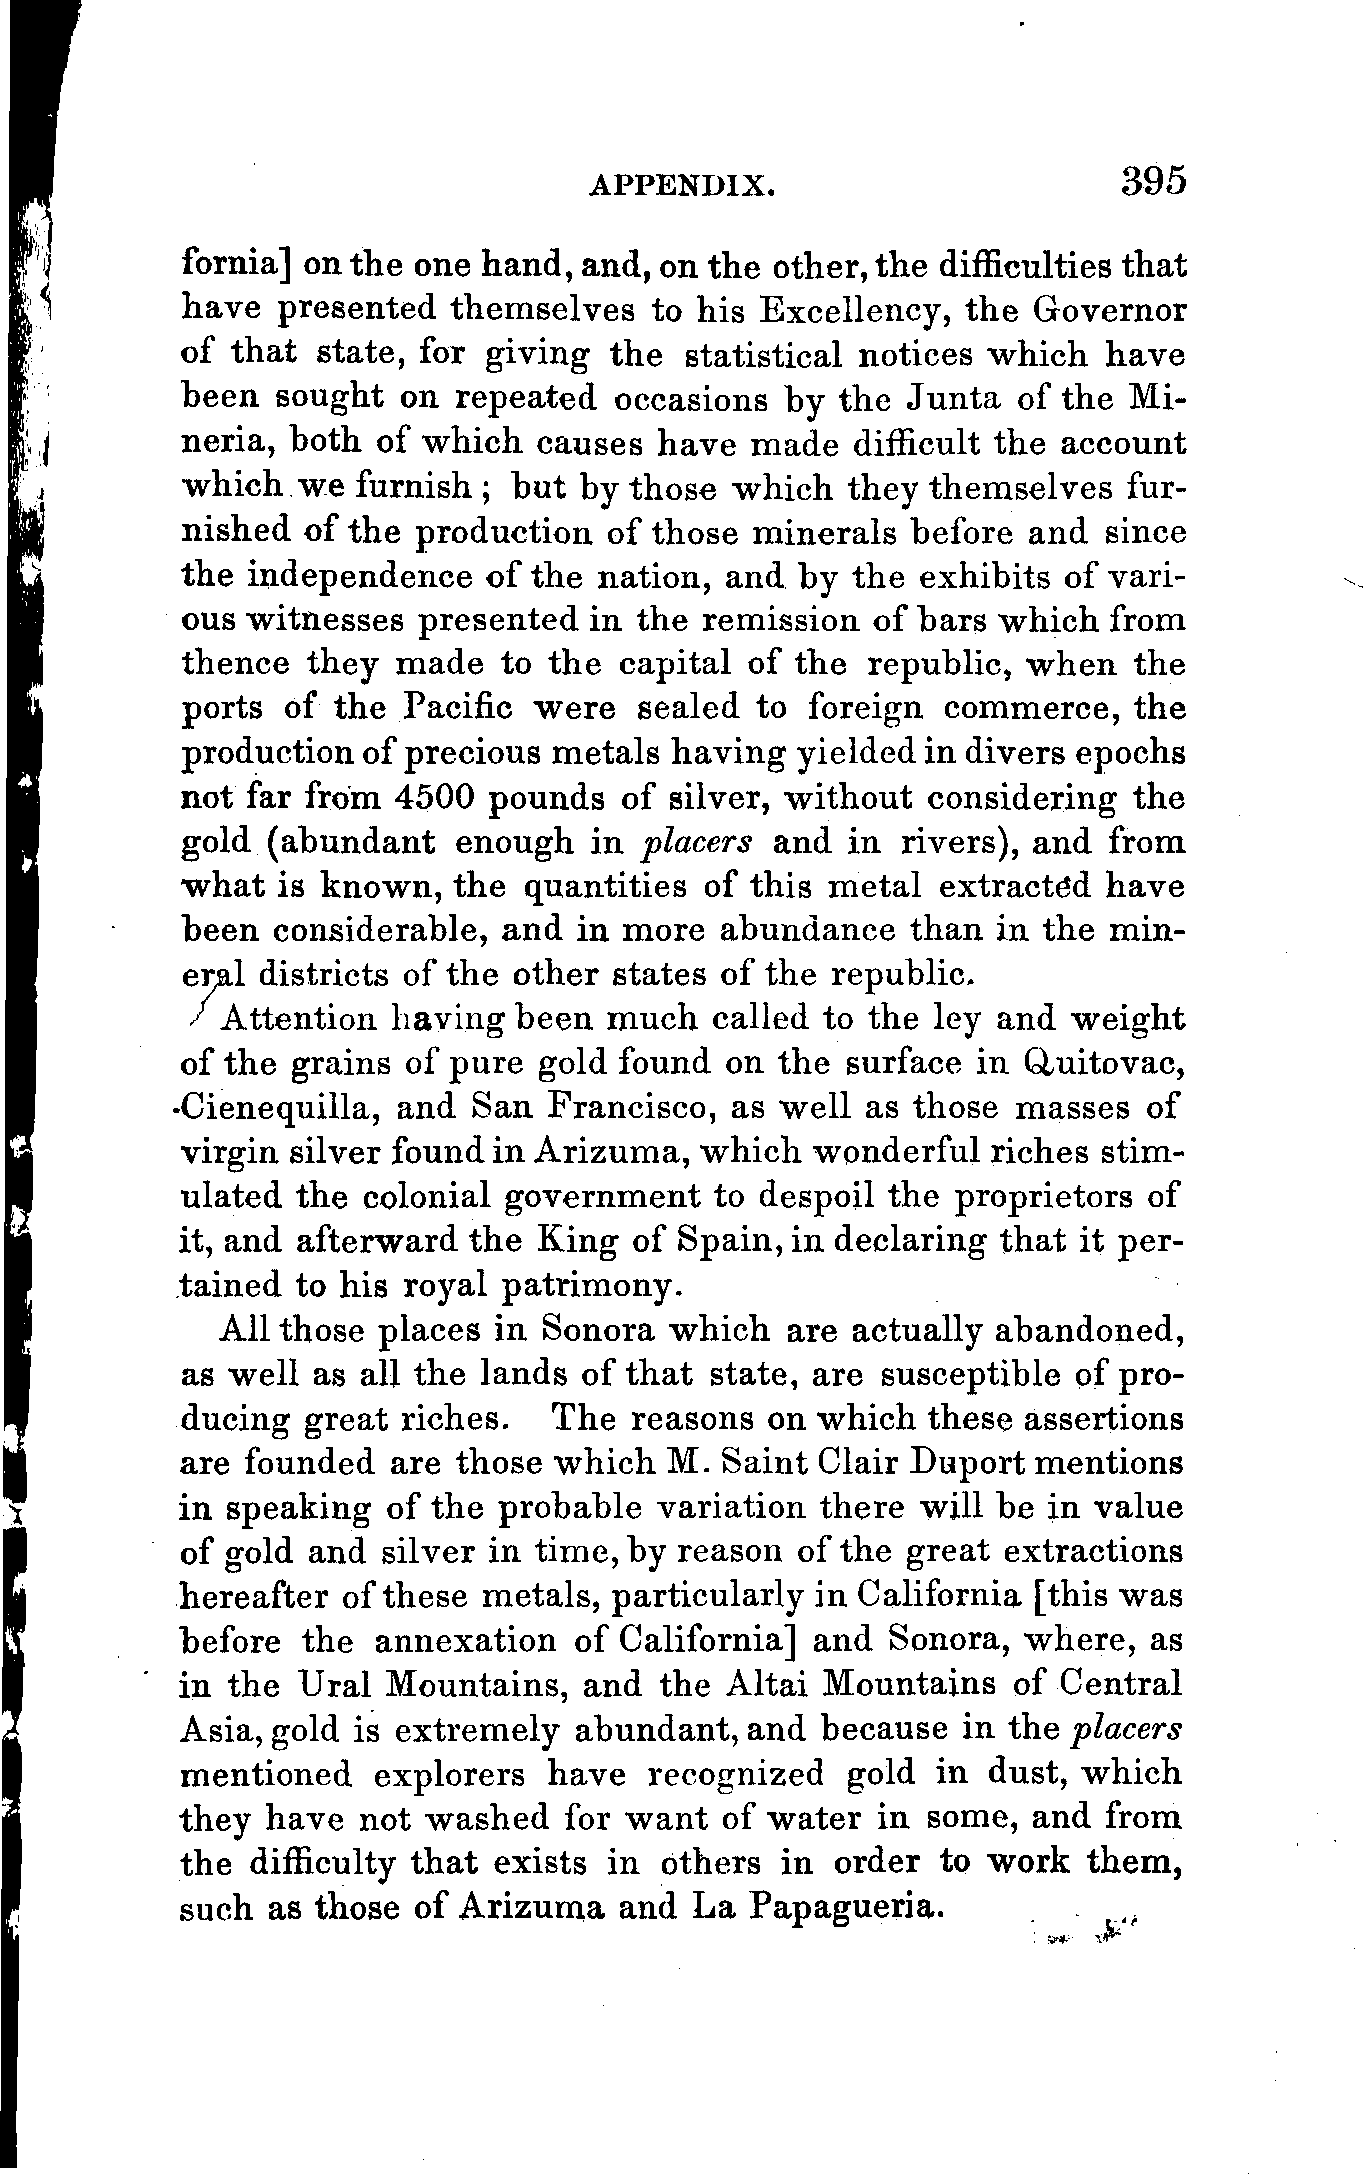 APPENDIX. 395
fornia] on the one hand, and, on the other, the difficulties that
have presented themselves to his Excellency, the Governor
of that state, for giving the statistical notices which have
been sought on repeated occasions by the Junta of the Mi-
neria, both of which causes have made difficult the account
which we furnish; but by those which they themselves fur-
nished of the production of those minerals before and since
the independence of the nation, and by the exhibits of vari-
ous witnesses presented in the remission of bars which from
thence they made to the capital of the republic, when the
ports of the Pacific were sealed to foreign commerce, the
production of precious metals having yielded in divers epochs
not far from 4500 pounds of silver, without considering the
gold (abundant enough in placers and in rivers), and from
what is known, the quantities of this metal extracted have
been considerable, and in more abundance than in the min-
eral districts of the other states of the republic.
Attention having been much called to the ley and weight
of the grains of pure gold found on the surface in Quitovac,
Cienequilla, and San Francisco, as well as those masses of
virgin silver found in Arizuma, which wonderful riches stim-
ulated the colonial government to despoil the proprietors of
it, and afterward the King of Spain, in declaring that it per-
tained to his royal patrimony.
All those places in Sonora which are actually abandoned,
as well as all the lands of that state, are susceptible of pro-
ducing great riches. The reasons on which these assertions
are founded are those which M. Saint Clair Duport mentions
in speaking of the probable variation there will be in value
of gold and silver in time, by reason of the great extractions
hereafter of these metals, particularly in California [this was
before the annexation of California] and Sonora, where, as
in the Ural Mountains, and the Altai Mountains of Central
Asia, gold is extremely abundant, and because in the placers
mentioned explorers have recognized gold in dust, which
they have not washed for want of water in some, and from
the difficulty that exists in others in order to work them,
such as those of Arizuma and La Papagueria.